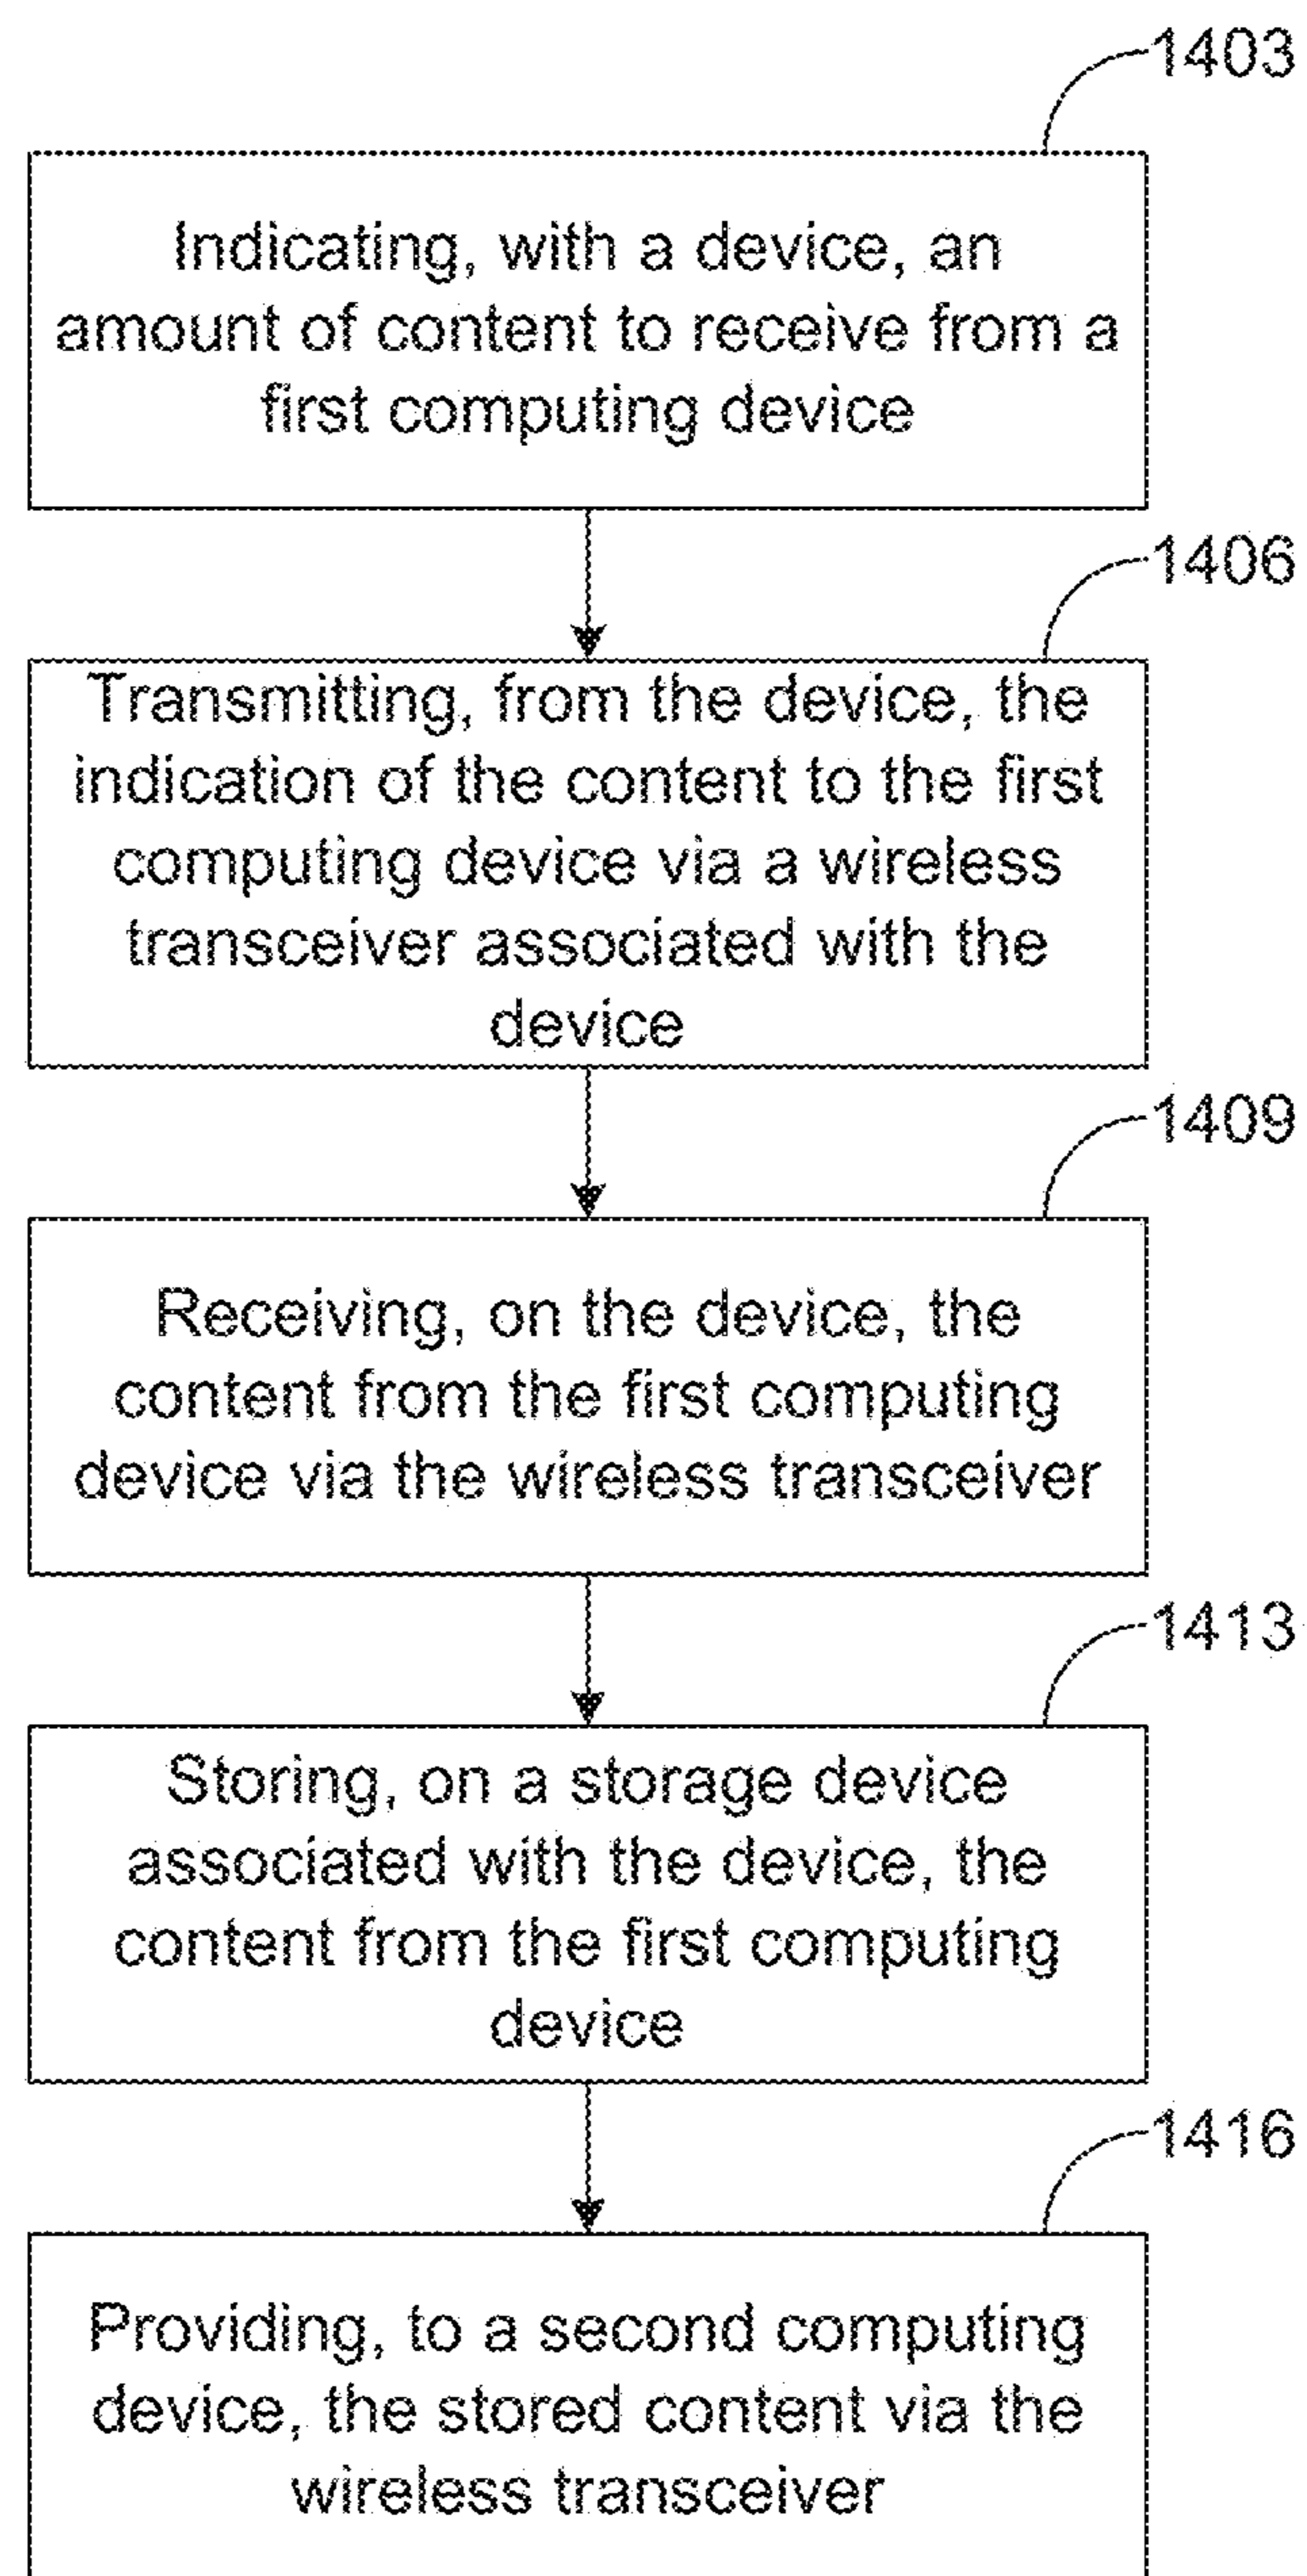 1403
Indicating, with a device, an
amount of content to receive from a
first computing device
1406
Transmitting, from the device, the
indication of the content to the first
computing device via a wireless
transceiver associated with the
device
1409
Receiving, on the device, the
content from the first computing
device via the wireless transceiver
1413
Storing, on a storage device
associated with the device, the
content from the first computing
device
1416
Providing, to a second computing
device, the stored content via the
wireless transceiver